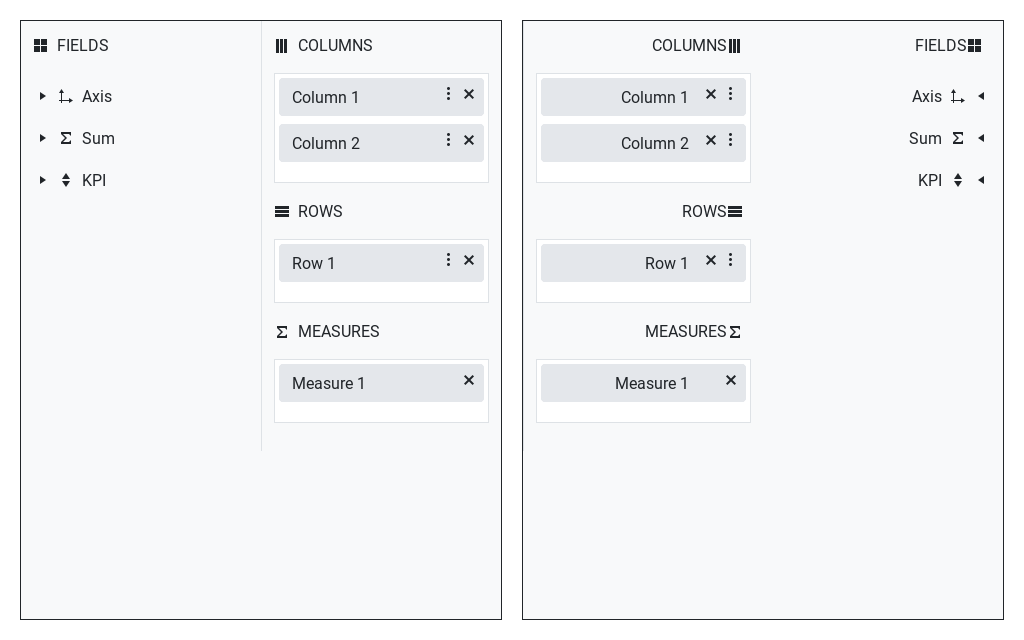 FIELDS
Axis
Sum
KPI
COLUMNS
Column 1
Column 2
ROWS
Row 1
MEASURES
Measure 1
COLUMNS
Column 1
Column 2
ROWS
Row 1
MEASURES
Measure 1
FIELDS
Axis
Sum
KPI